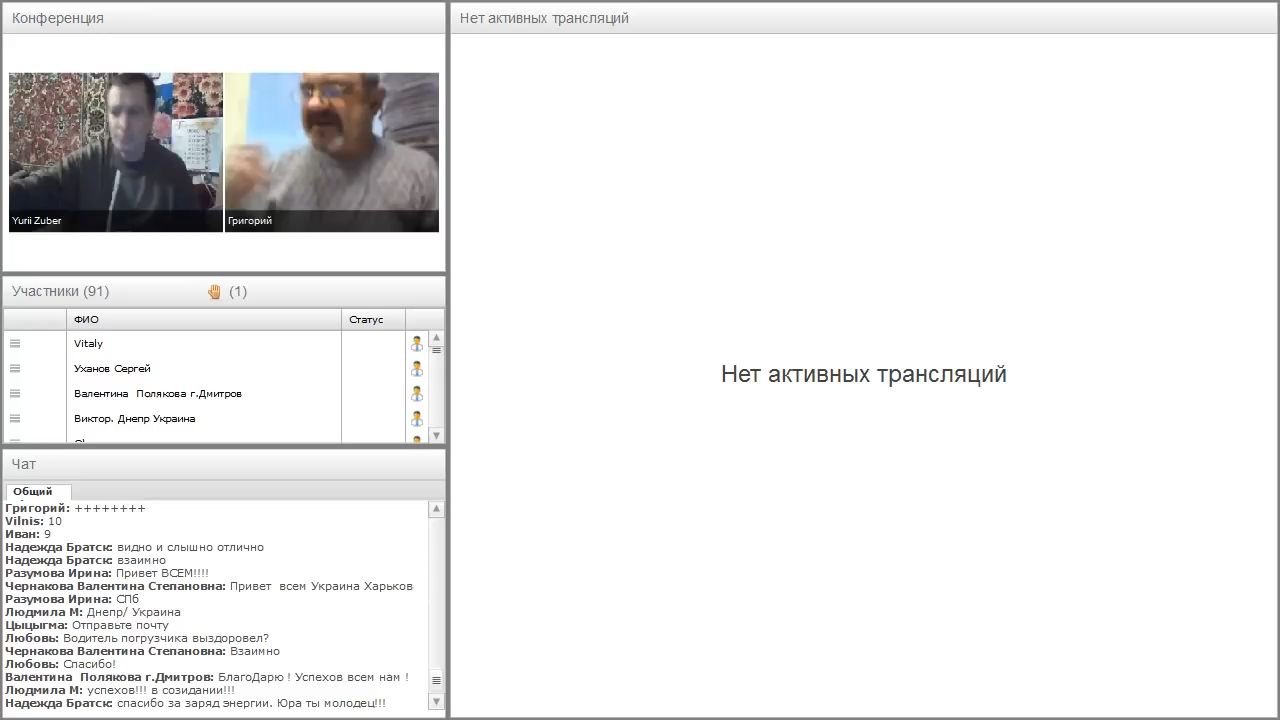 Конференция
Нет активных трансляций
Yurii Zuber
Григорий
Участники (91)
(1)
ФИО
Статус
Vitaly
Уханов Сергей
Валентина  Полякова г.Дмитров
Виктор. Днепр Украина
Нет активных трансляций
Чат
Общий
Григорий: ++++++++
Vilnis: 10
Иван: 9
Надежда Братск: видно и слышно отлично
Надежда Братск: взаимно
Разумова Ирина: Привет ВСЕМ!!!!
Чернакова Валентина Степановна: Привет  всем Украина Харьков
Разумова Ирина: СПб
Людмила М: Днепр/ Украина
Цыцыгма: Отправьте почту
Любовь: Водитель погрузчика выздоровел?
Чернакова Валентина Степановна: Взаимно
Любовь: Спасибо!
Валентина  Полякова г.Дмитров: БлагоДарю ! Успехов всем нам !
Людмила М: успехов!!! в созидании!!!
Надежда Братск: спасибо за заряд энергии. Юра ты молодец!!!